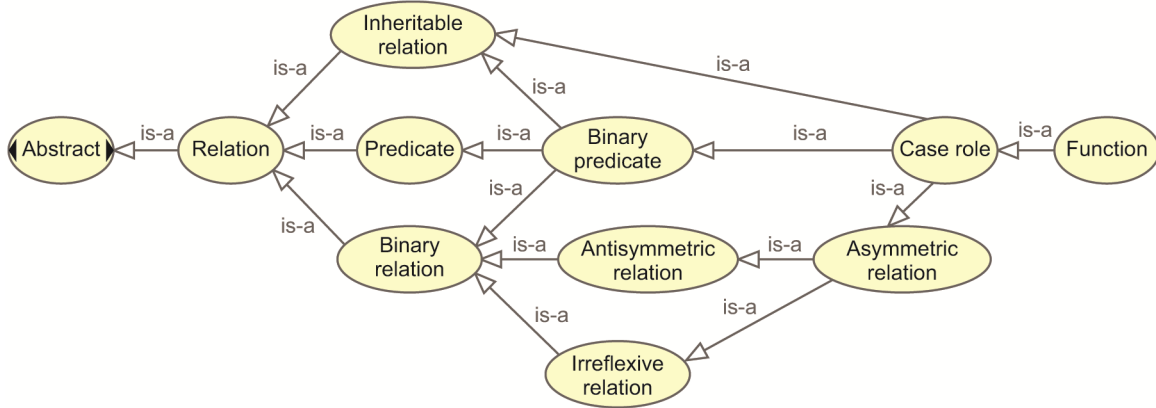 Inheritable
relation
is-a
is-a
is-a
Abstract
is-a
Relation
is-a
Predicate
is-a
Binary
predicate
is-a
Case role
is-a
Function
is-a
is-a
is-a
Binary
relation
is-a
Antisymmetric
relation
is-a
Asymmetric
relation
is-a
is-a
Irreflexive
relation